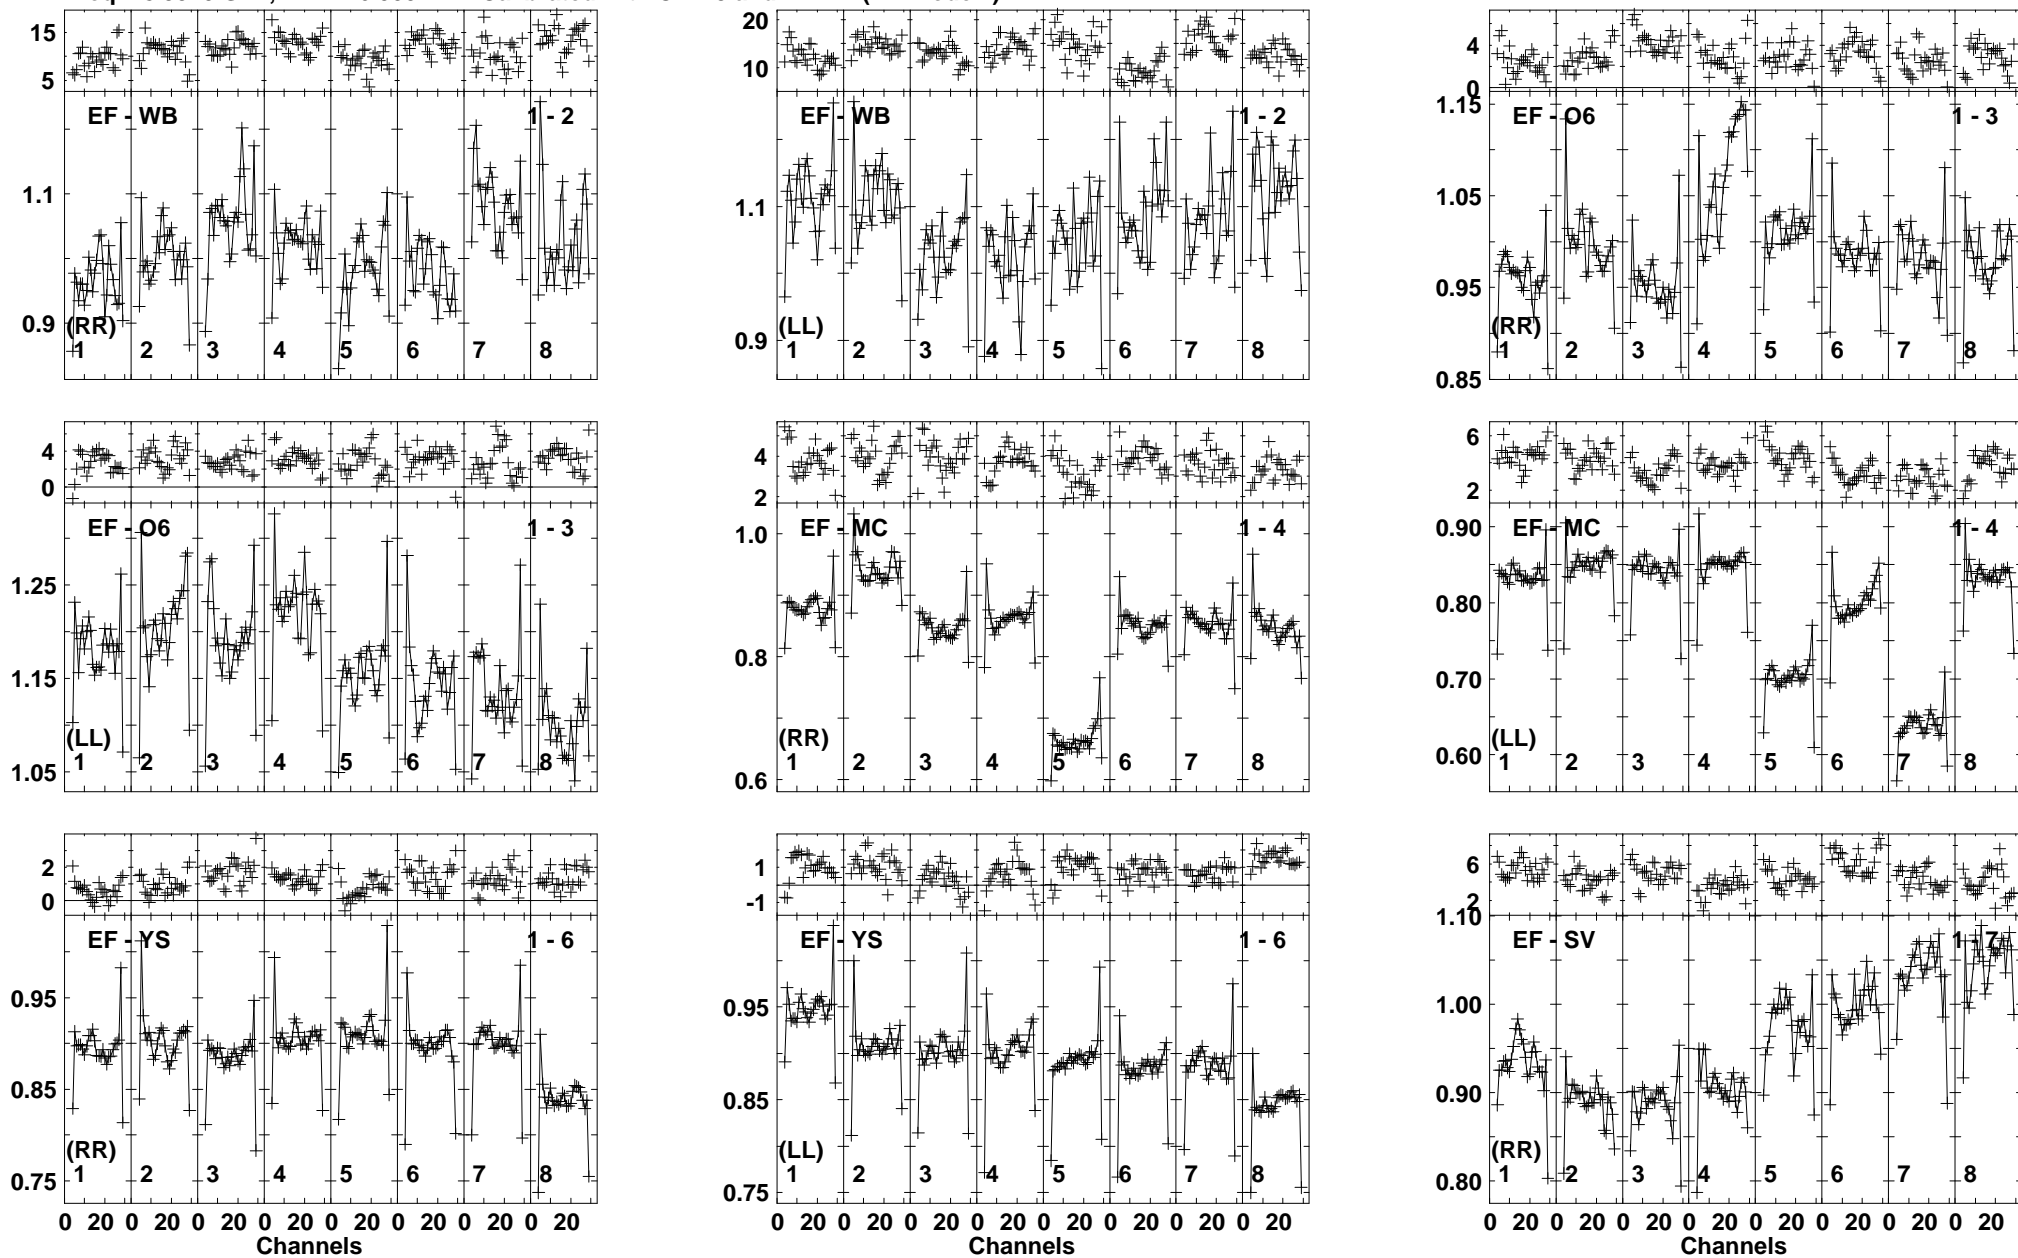 15
5
EF - WB
1 - 2
1.1
0.9
(RR)
1 2 3 4 5 6 7 8
20
10
EF - WB
1 - 2
1.1
0.9
(LL)
1 2 3 4 5 6 7 8
4
0
1.15
EF - O6
1 - 3
1.05
0.95
0.85
(RR)
1 2 3 4 5 6 7 8
4
0
EF - O6
1 - 3
1.25
1.15
1.05
(LL)
1 2 3 4 5 6 7 8
4
2
EF - MC
1 - 4
1.0
0.8
0.6
(RR)
1 2 3 4 5 6 7 8
6
2
EF - MC
1 - 4
0.90
0.80
0.70
0.60
(LL)
1 2 3 4 5 6 7 8
2
0
EF - YS
1 - 6
0.95
0.85
0.75
(RR)
1 2 3 4 5 6 7 8
0 20 0 20 0 20 0 20 0 20 0 20 0 20 0 20
Channels
1
-1
EF - YS
1 - 6
0.95
0.85
0.75
(LL)
1 2 3 4 5 6 7 8
0 20 0 20 0 20 0 20 0 20 0 20 0 20 0 20
Channels
6
2
1.10
EF - SV
1 - 7
1.00
0.90
0.80
(RR)
1 2 3 4 5 6 7 8
0 20 0 20 0 20 0 20 0 20 0 20 0 20 0 20
Channels